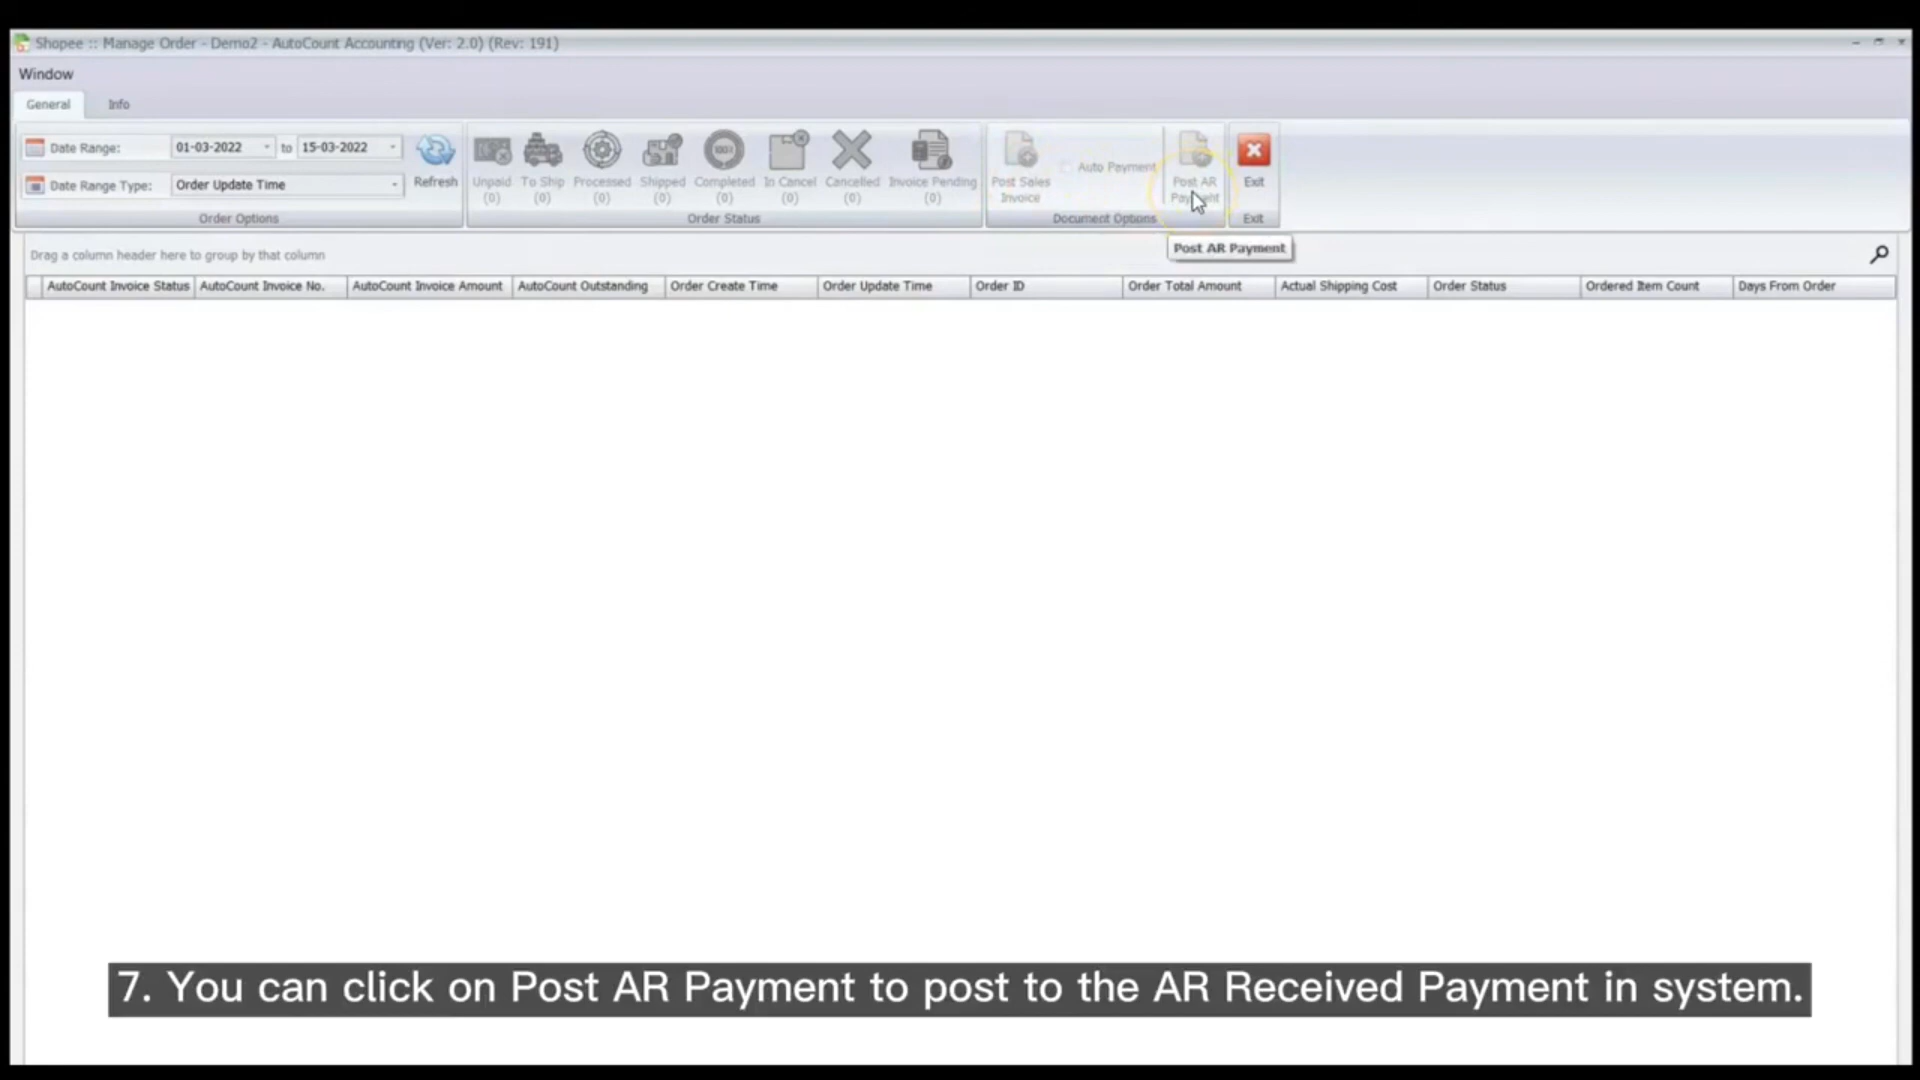 Shopee :: Manage Order - Demo2 - AutoCount Accounting (Ver: 2.0) (Rev: 191)
Window
General Info
Date Range: 01-03-2022 to 15-03-2022
Date Range Type: Order Update Time
Refresh
Order Options
Unpaid (0)
To Ship (0)
Processed (0)
Shipped (0)
Completed (0)
In Cancel (0)
Cancelled (0)
Invoice Pending (0)
Order Status
Post Sales Invoice
Auto Payment
Post AR Payment
Document Options
Exit
Exit
Post AR Payment
Drag a column header here to group by that column
AutoCount Invoice Status AutoCount Invoice No. AutoCount Invoice Amount AutoCount Outstanding Order Create Time Order Update Time Order ID Order Total Amount Actual Shipping Cost Order Status Ordered Item Count Days From Order
7. You can click on Post AR Payment to post to the AR Received Payment in system.